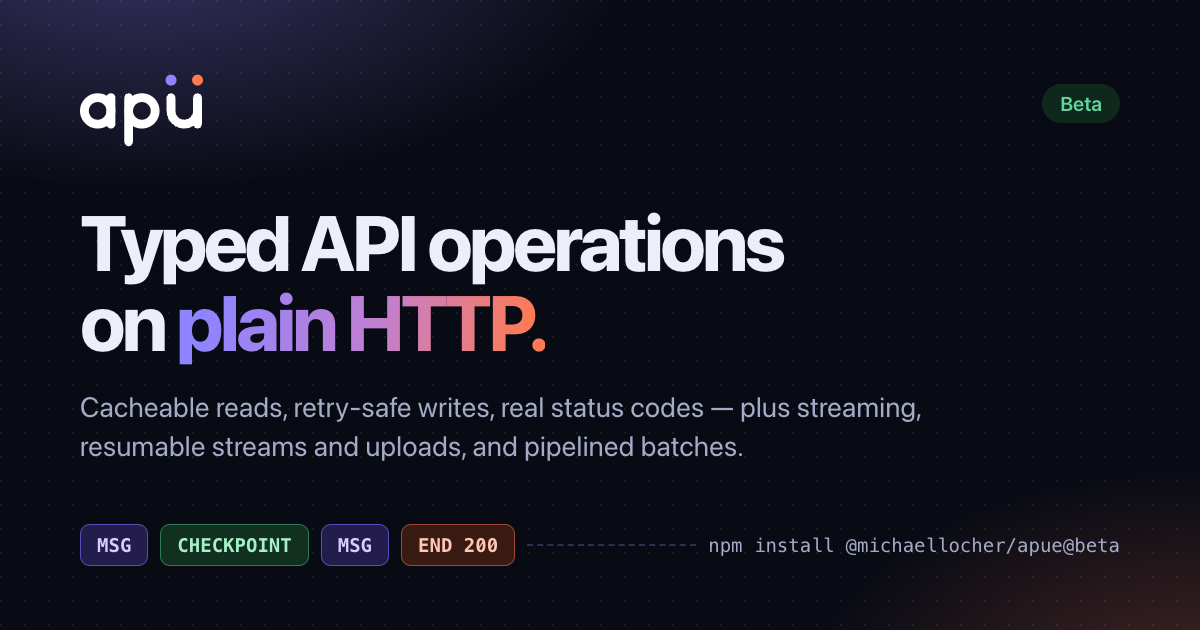 apü
Beta
Typed API operations
on plain HTTP.
Cacheable reads, retry-safe writes, real status codes — plus streaming,
resumable streams and uploads, and pipelined batches.
MSG CHECKPOINT MSG END 200 npm install @michaellocher/apue@beta